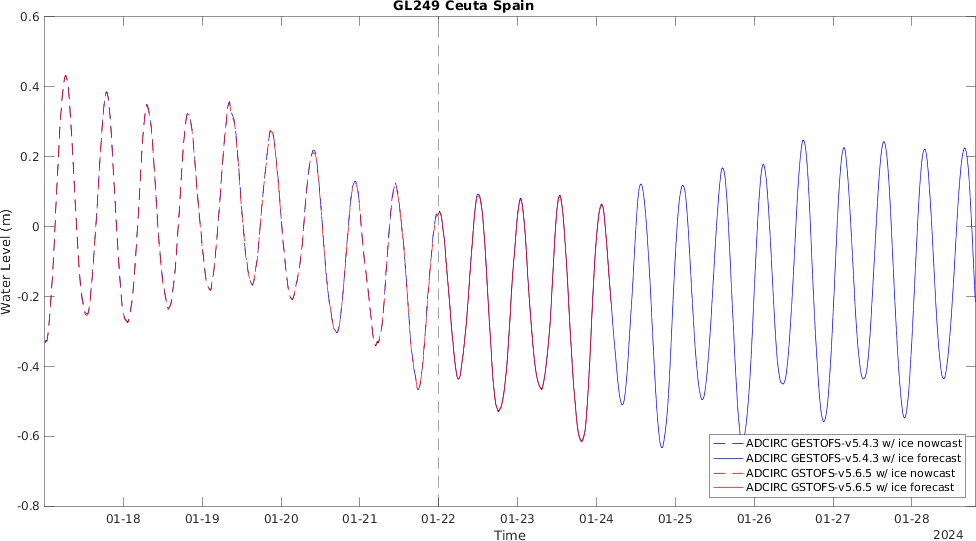 GL249 Ceuta Spain
0.6
0.4
0.2
0
-0.2
-0.4
-0.6
-0.8
Water Level (m)
ADCIRC GESTOFS-v5.4.3 w/ ice nowcast
ADCIRC GESTOFS-v5.4.3 w/ ice forecast
ADCIRC GSTOFS-v5.6.5 w/ ice nowcast
ADCIRC GSTOFS-v5.6.5 w/ ice forecast
01-18 01-19 01-20 01-21 01-22 01-23 01-24 01-25 01-26 01-27 01-28
Time
2024